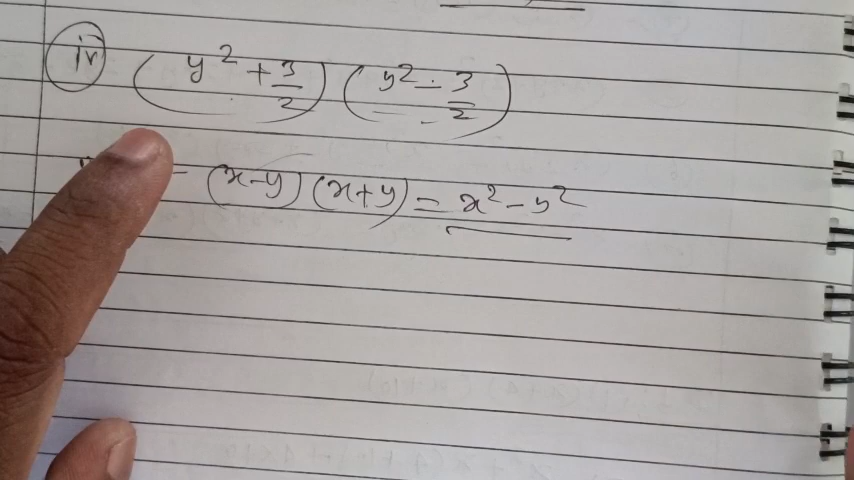 iv (y² + 3/2) (y² - 3/2)
- (x-y) (x+y) = x² - y²